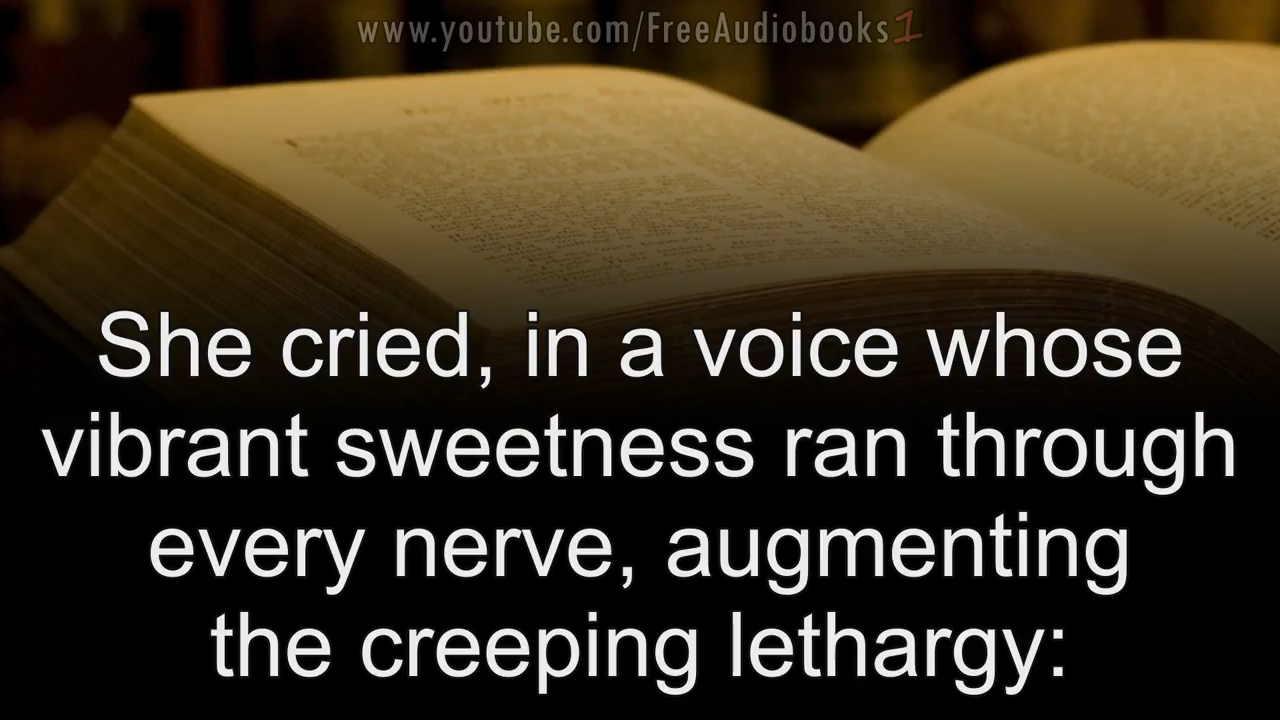 www.youtube.com/FreeAudiobooks1
She cried, in a voice whose
vibrant sweetness ran through
every nerve, augmenting
the creeping lethargy: